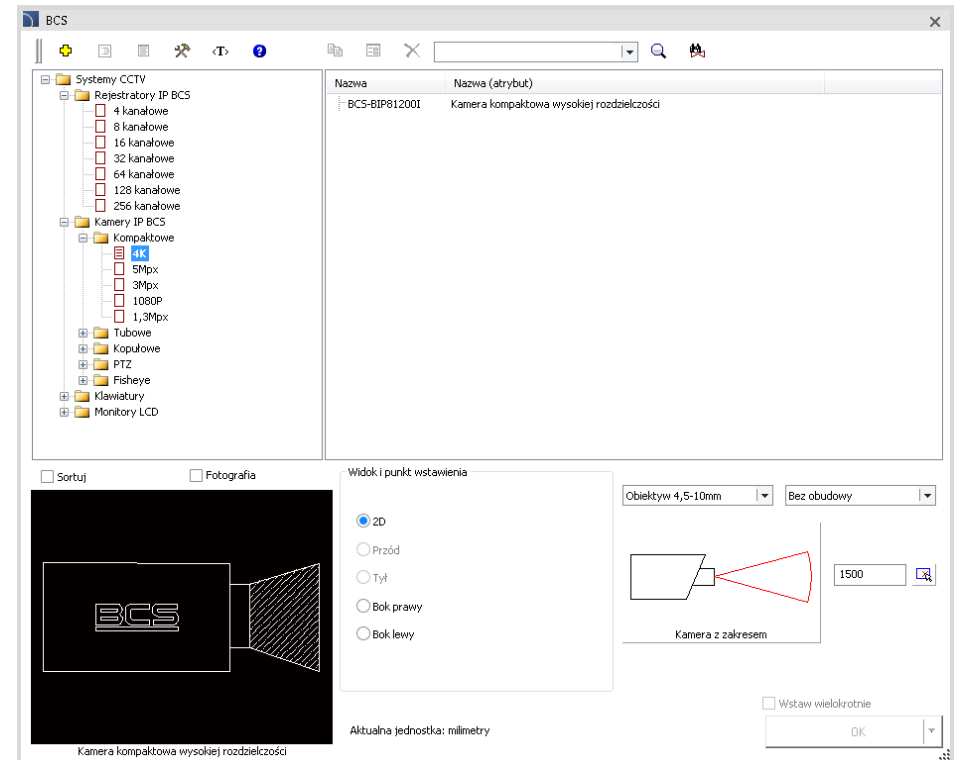 BCS
<T>
Systemy CCTV
Rejestratory IP BCS
4 kanałowe
8 kanałowe
16 kanałowe
32 kanałowe
64 kanałowe
128 kanałowe
256 kanałowe
Kamery IP BCS
Kompaktowe
4K
5Mpx
3Mpx
1080P
1,3Mpx
Tubowe
Kopułowe
PTZ
Fisheye
Klawiatury
Monitory LCD
Nazwa Nazwa (atrybut)
BCS-BIP81200I Kamera kompaktowa wysokiej rozdzielczości
Sortuj Fotografia
BCS
Kamera kompaktowa wysokiej rozdzielczości
Widok i punkt wstawienia
2D
Przód
Tył
Bok prawy
Bok lewy
Aktualna jednostka: milimetry
Obiektyw 4,5-10mm Bez obudowy
1500
Kamera z zakresem
Wstaw wielokrotnie
OK